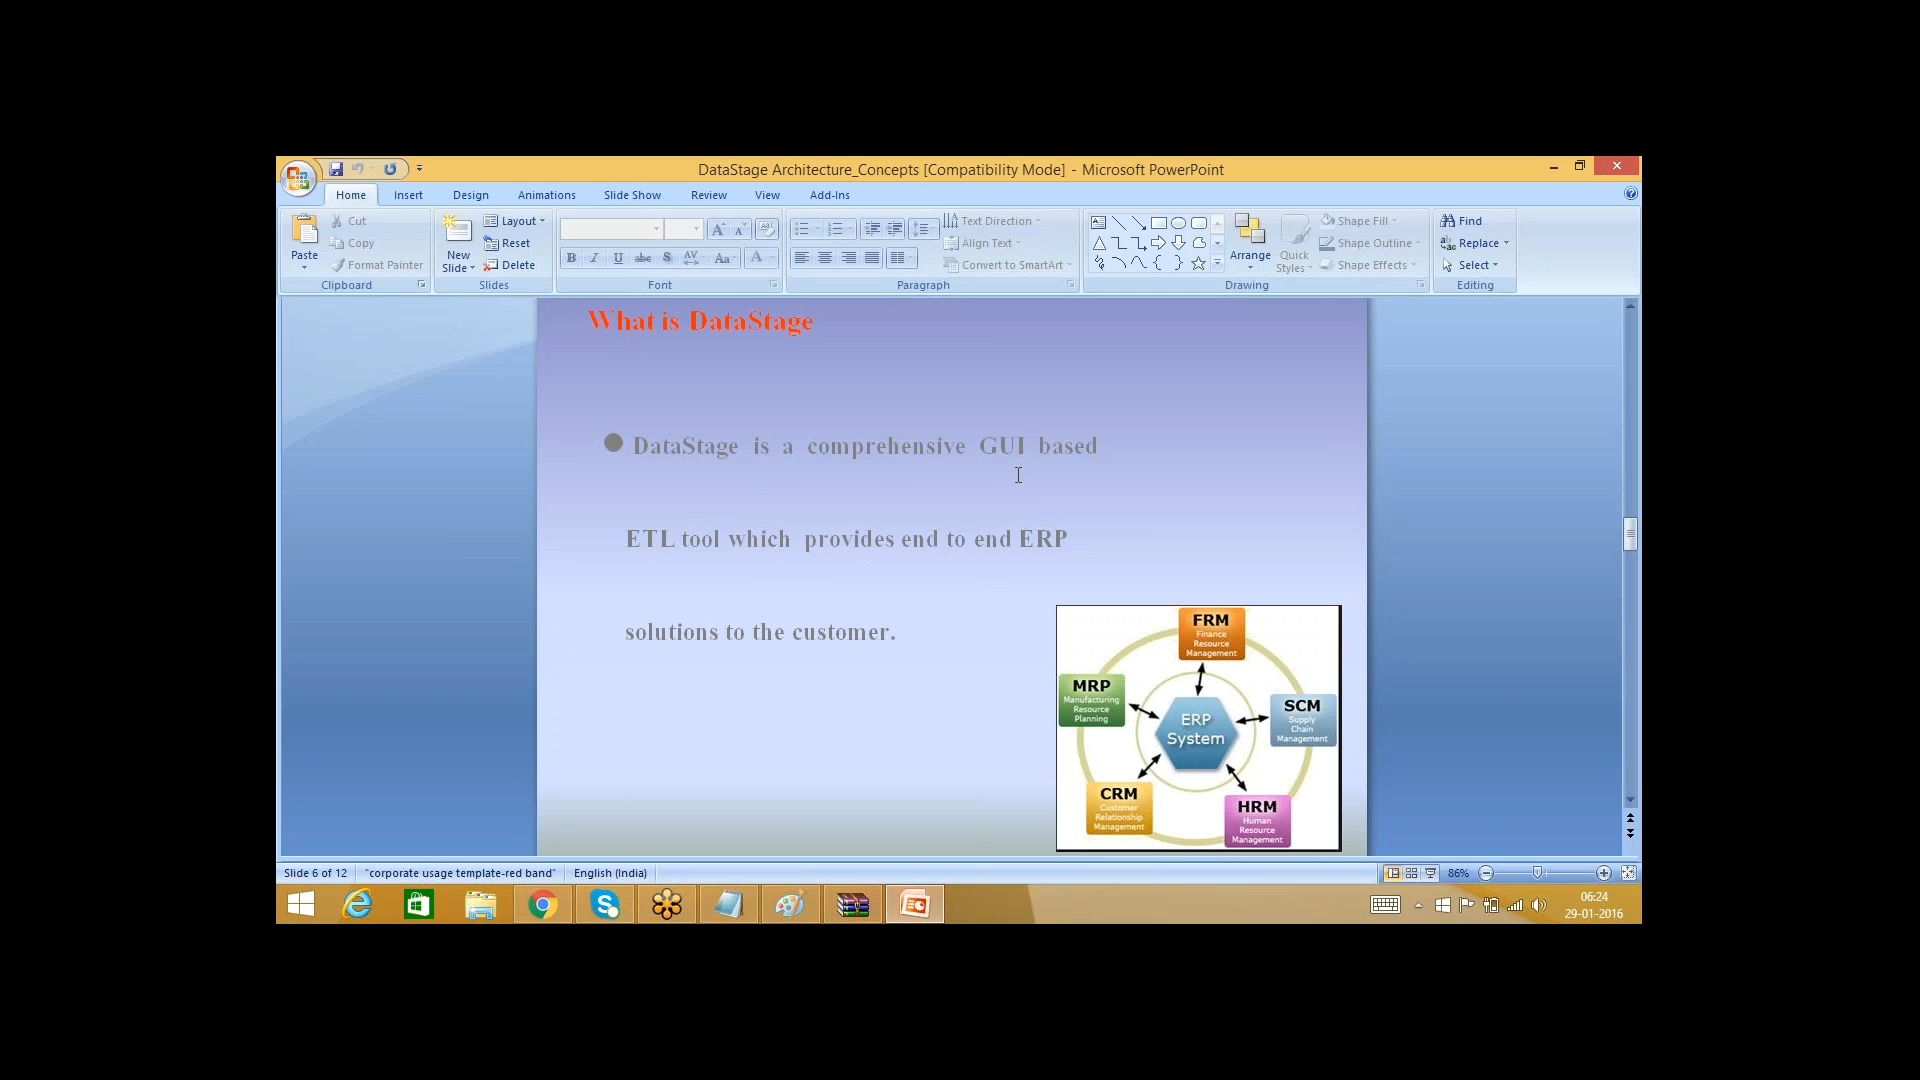 DataStage Architecture_Concepts [Compatibility Mode] - Microsoft PowerPoint
Home Insert Design Animations Slide Show Review View Add-Ins
Paste
Cut
Copy
Format Painter
Clipboard
New Slide
Layout
Reset
Delete
Slides
B I U abc S AV Aa A
Font
Text Direction
Align Text
Convert to SmartArt
Paragraph
Arrange
Quick Styles
Shape Fill
Shape Outline
Shape Effects
Drawing
Find
Replace
Select
Editing
What is DataStage
DataStage is a comprehensive GUI based
ETL tool which provides end to end ERP
solutions to the customer.
FRM
Finance
Resource
Management
MRP
Manufacturing
Resource
Planning
ERP
System
SCM
Supply
Chain
Management
CRM
Customer
Relationship
Management
HRM
Human
Resource
Management
Slide 6 of 12 "corporate usage template-red band" English (India) 86%
06:24
29-01-2016